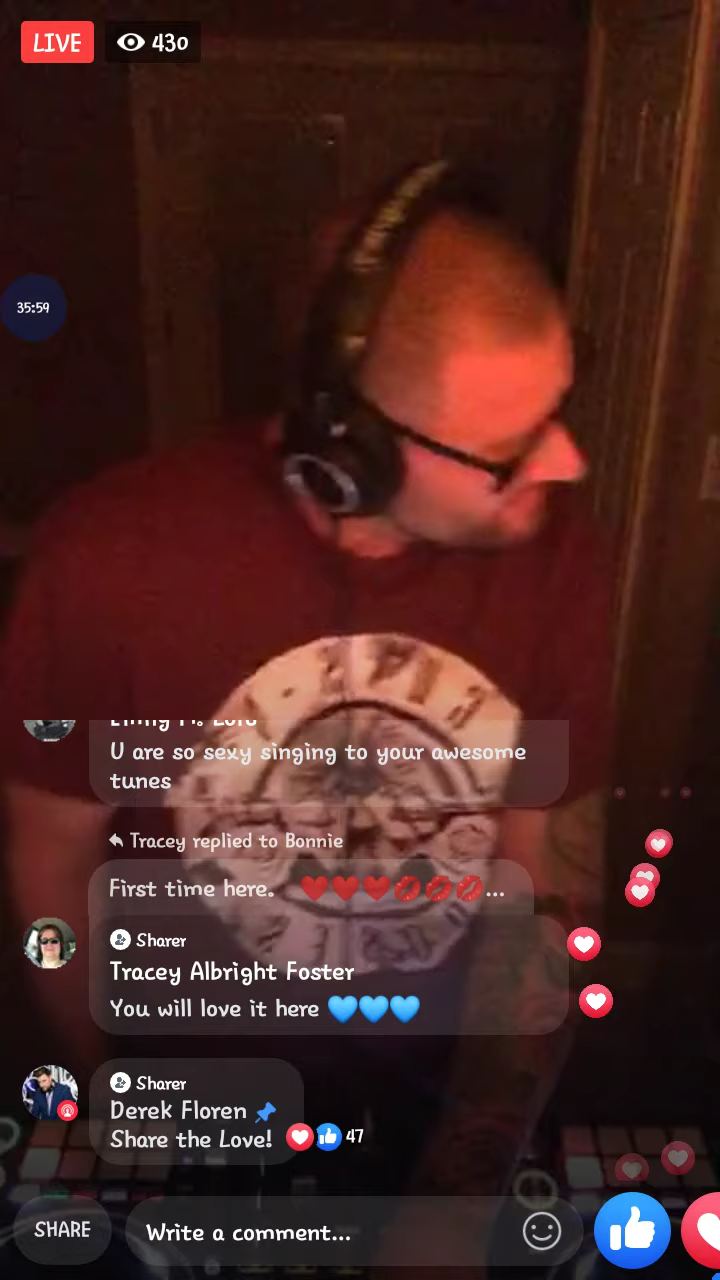 LIVE 430
35:59
U are so sexy singing to your awesome
tunes
Tracey replied to Bonnie
First time here. ❤️❤️❤️💋💋💋...
Sharer
Tracey Albright Foster
You will love it here 💙💙💙
Sharer
Derek Floren 📌
Share the Love! 47
SHARE Write a comment...